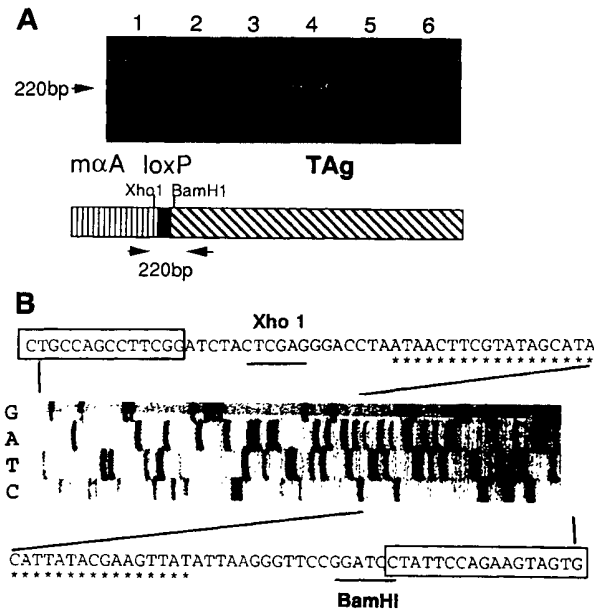 A
1 2 3 4 5 6
220bp
mαA loxP TAg
Xho1 BamH1
220bp
B
Xho 1
CTGCCAGCCTTCGGATCTACTCGAGGGACCTAATAACTTCGTATAGCATA
*******************
G
A
T
C
CATTATACGAAGTTATATTAAGGGTTCCGGATCCTATTCCAGAAGTAGTG
****************
BamHI